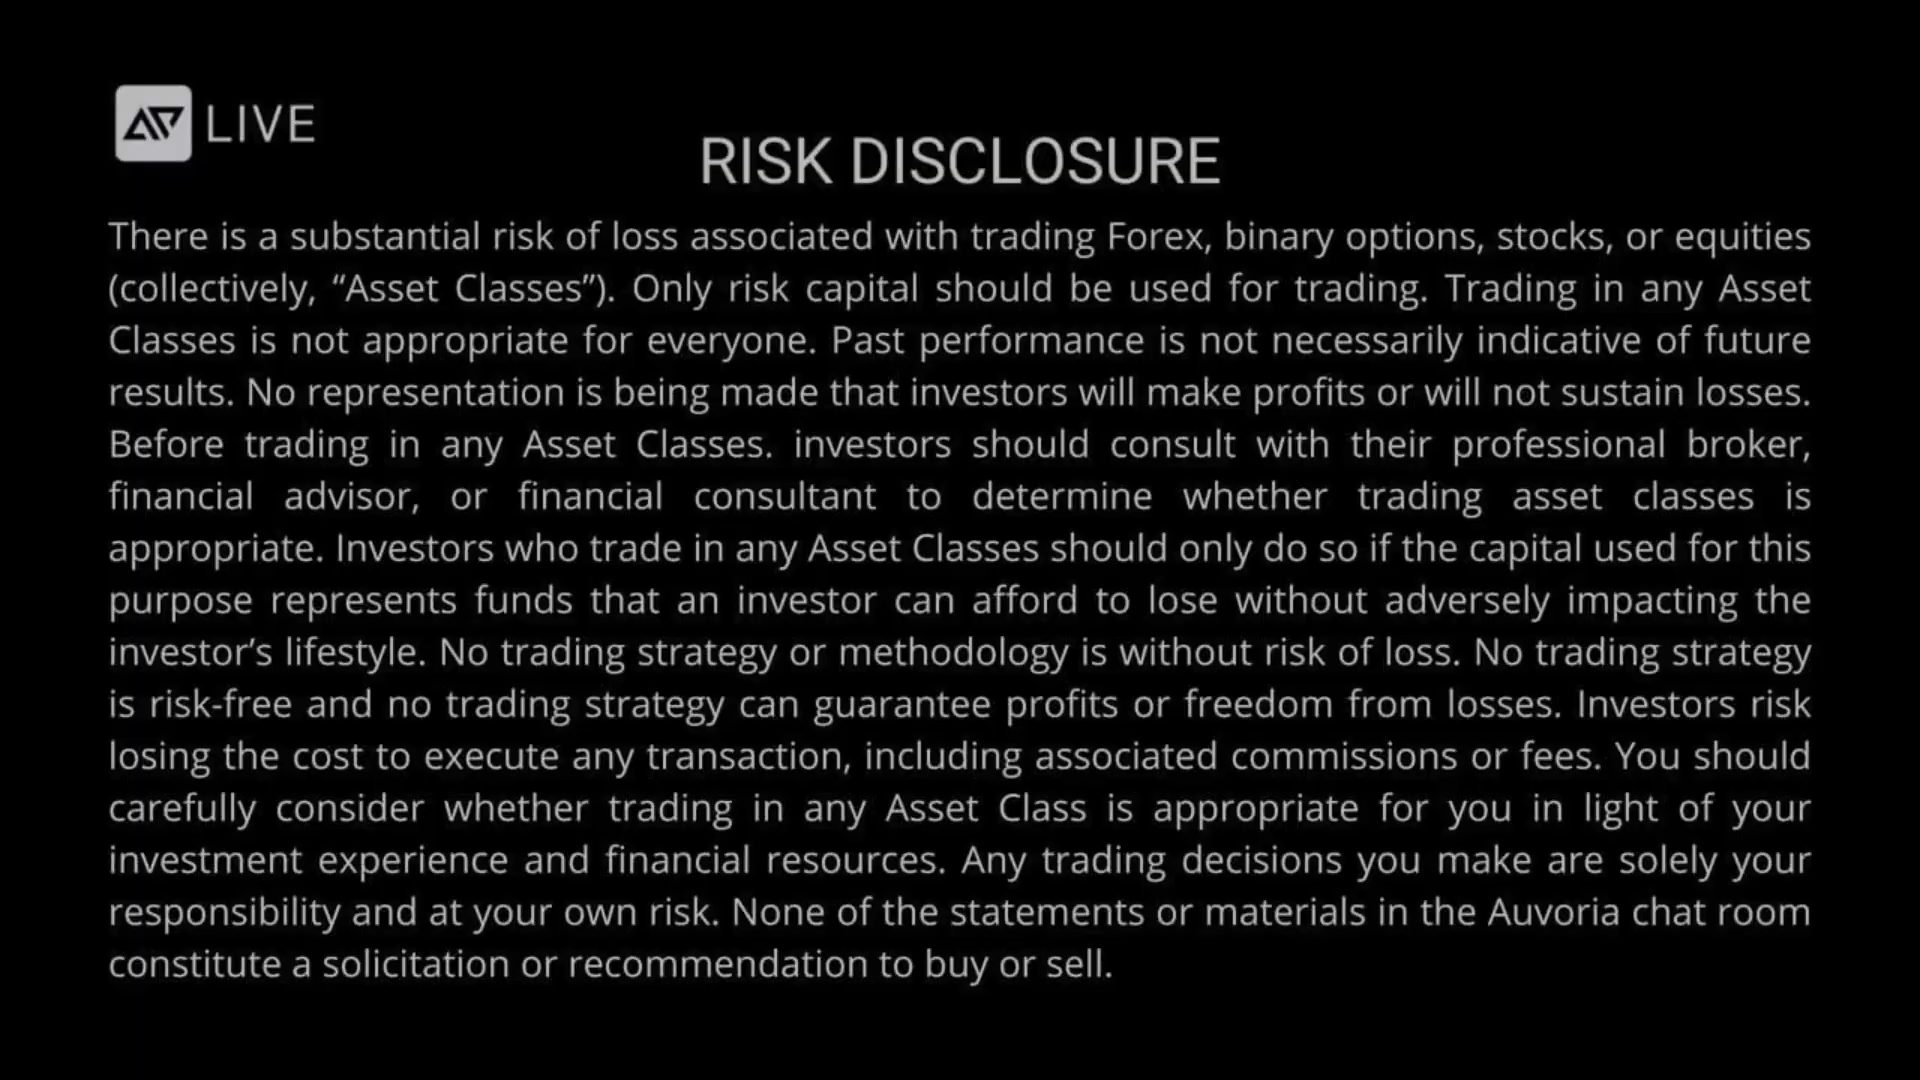 LIVE
RISK DISCLOSURE
There is a substantial risk of loss associated with trading Forex, binary options, stocks, or equities
(collectively, “Asset Classes”). Only risk capital should be used for trading. Trading in any Asset
Classes is not appropriate for everyone. Past performance is not necessarily indicative of future
results. No representation is being made that investors will make profits or will not sustain losses.
Before trading in any Asset Classes. investors should consult with their professional broker,
financial advisor, or financial consultant to determine whether trading asset classes is
appropriate. Investors who trade in any Asset Classes should only do so if the capital used for this
purpose represents funds that an investor can afford to lose without adversely impacting the
investor’s lifestyle. No trading strategy or methodology is without risk of loss. No trading strategy
is risk-free and no trading strategy can guarantee profits or freedom from losses. Investors risk
losing the cost to execute any transaction, including associated commissions or fees. You should
carefully consider whether trading in any Asset Class is appropriate for you in light of your
investment experience and financial resources. Any trading decisions you make are solely your
responsibility and at your own risk. None of the statements or materials in the Auvoria chat room
constitute a solicitation or recommendation to buy or sell.